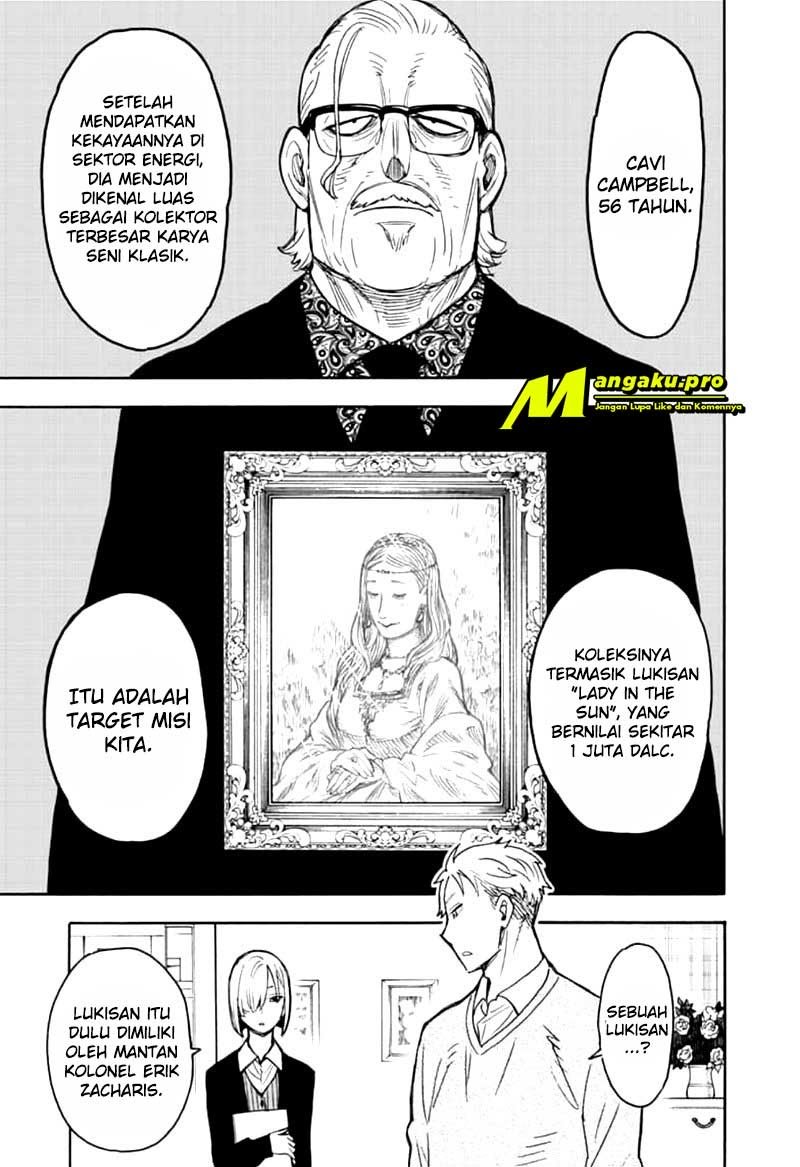 CAVI
CAMPBELL,
56 TAHUN.
SETELAH
MENDAPATKAN
KEKAYAANNYA DI
SEKTOR ENERGI,
DIA MENJADI
DIKENAL LUAS
SEBAGAI KOLEKTOR
TERBESAR KARYA
SENI KLASIK.
Mangaku.pro
Jangan Lupa Like dan Komennya
KOLEKSINYA
TERMASIK LUKISAN
"LADY IN THE
SUN", YANG
BERNILAI SEKITAR
1 JUTA DALC.
ITU ADALAH
TARGET MISI
KITA.
SEBUAH
LUKISAN
...?
LUKISAN ITU
DULU DIMILIKI
OLEH MANTAN
KOLONEL ERIK
ZACHARIS.